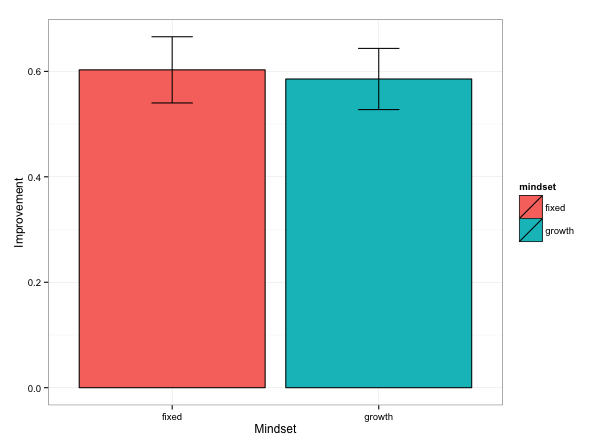 Improvement
0.6
0.4
0.2
0.0
fixed
growth
Mindset
mindset
fixed
growth